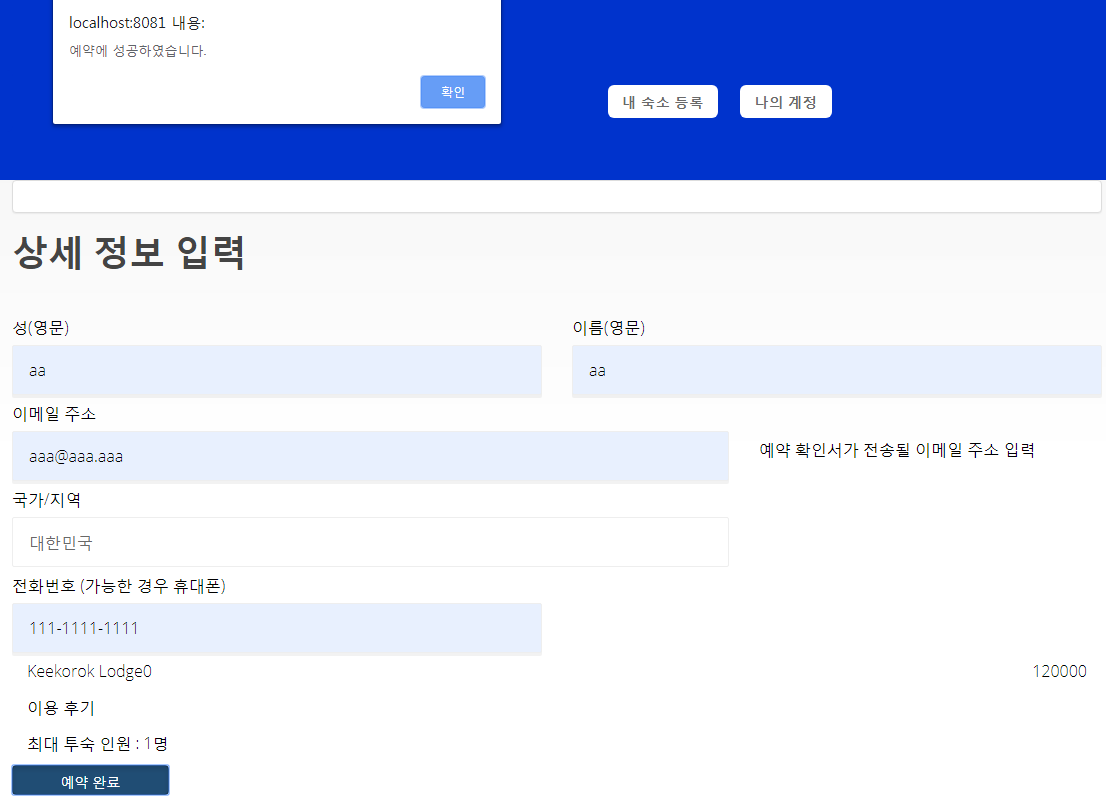 localhost:8081 내용:
예약에 성공하였습니다.
확인
내 숙소 등록 나의 계정
상세 정보 입력
성(영문) 이름(영문)
aa aa
이메일 주소
aaa@aaa.aaa 예약 확인서가 전송될 이메일 주소 입력
국가/지역
대한민국
전화번호 (가능한 경우 휴대폰)
111-1111-1111
Keekorok Lodge0 120000
이용 후기
최대 투숙 인원 : 1명
예약 완료